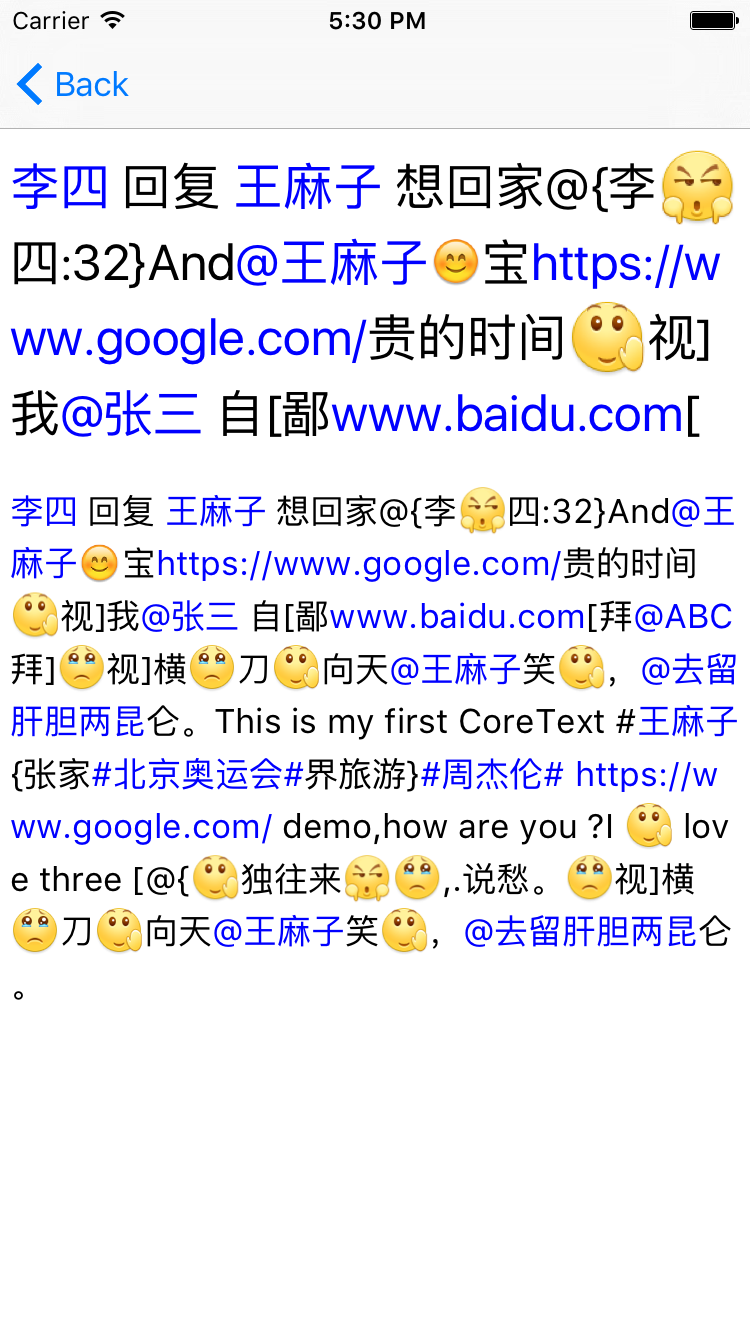 Carrier 5:30 PM
Back
李四 回复 王麻子 想回家@{李
四:32}And@王麻子😊宝https://w
ww.google.com/贵的时间视]
我@张三 自[鄙www.baidu.com[
李四 回复 王麻子 想回家@{李四:32}And@王
麻子😊宝https://www.google.com/贵的时间
视]我@张三 自[鄙www.baidu.com[拜@ABC
拜]视]横刀向天@王麻子笑，@去留
肝胆两昆仑。This is my first CoreText #王麻子
{张家#北京奥运会#界旅游}#周杰伦# https://w
ww.google.com/ demo,how are you ?I lov
e three [@{独往来,.说愁。视]横
刀向天@王麻子笑，@去留肝胆两昆仑
。